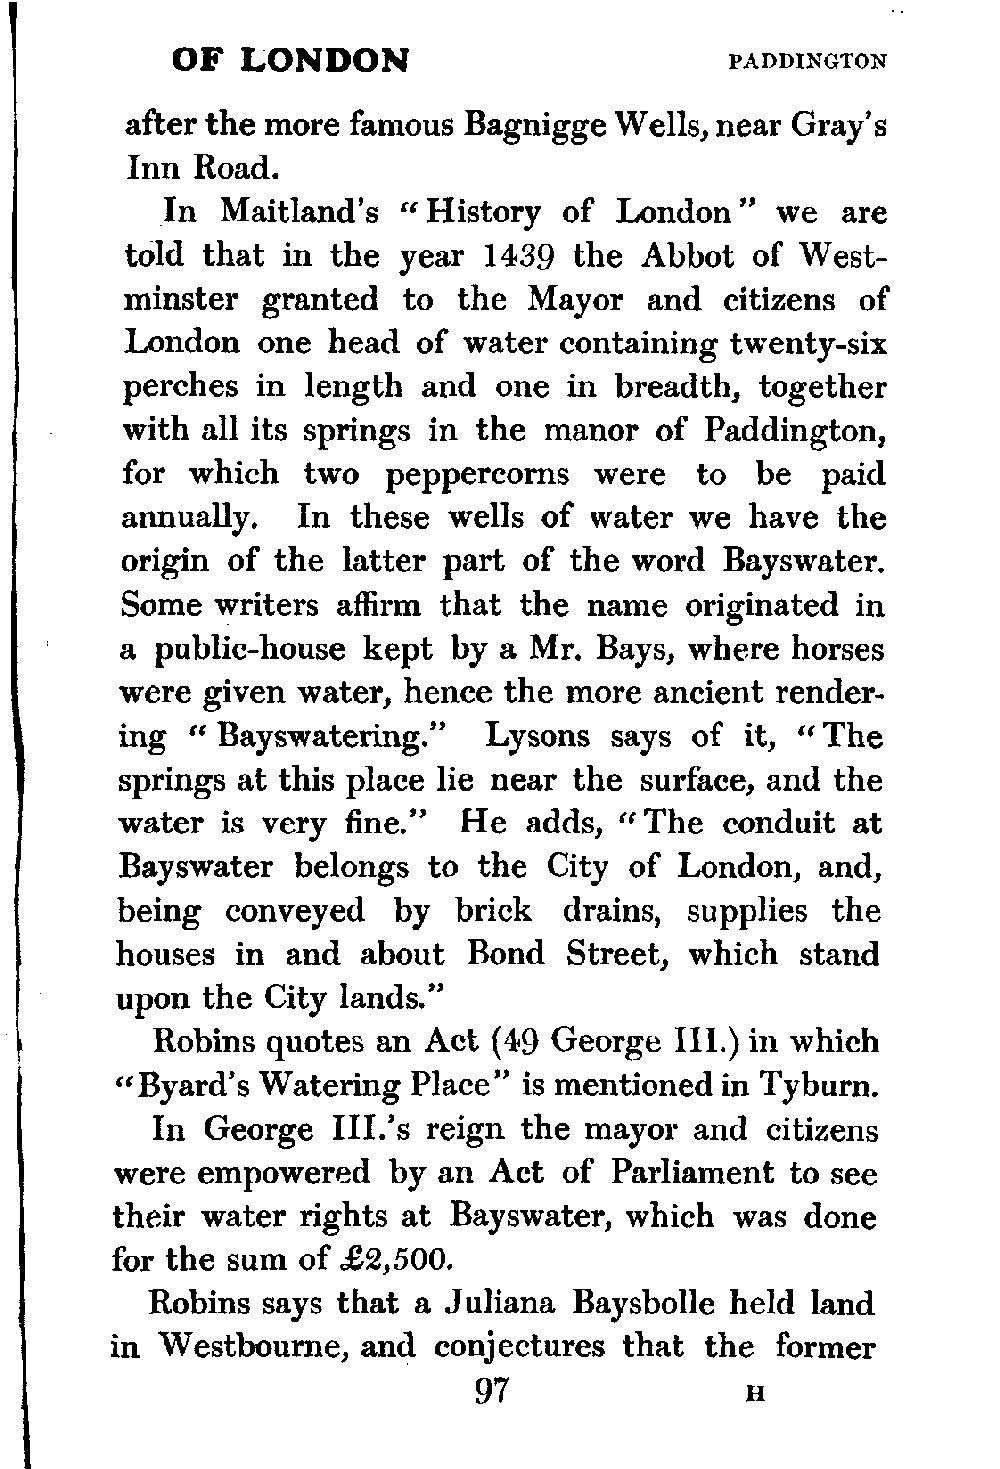 OF LONDON PADDINGTON
after the more famous Bagnigge Wells, near Gray's
Inn Road.
In Maitland's “History of London” we are
told that in the year 1439 the Abbot of West-
minster granted to the Mayor and citizens of
London one head of water containing twenty-six
perches in length and one in breadth, together
with all its springs in the manor of Paddington,
for which two peppercorns were to be paid
annually. In these wells of water we have the
origin of the latter part of the word Bayswater.
Some writers affirm that the name originated in
a public-house kept by a Mr. Bays, where horses
were given water, hence the more ancient render-
ing “Bayswatering.” Lysons says of it, “The
springs at this place lie near the surface, and the
water is very fine.” He adds, “The conduit at
Bayswater belongs to the City of London, and,
being conveyed by brick drains, supplies the
houses in and about Bond Street, which stand
upon the City lands.”
Robins quotes an Act (49 George III.) in which
“Byard's Watering Place” is mentioned in Tyburn.
In George III.'s reign the mayor and citizens
were empowered by an Act of Parliament to see
their water rights at Bayswater, which was done
for the sum of £2,500.
Robins says that a Juliana Baysbolle held land
in Westbourne, and conjectures that the former
97 H